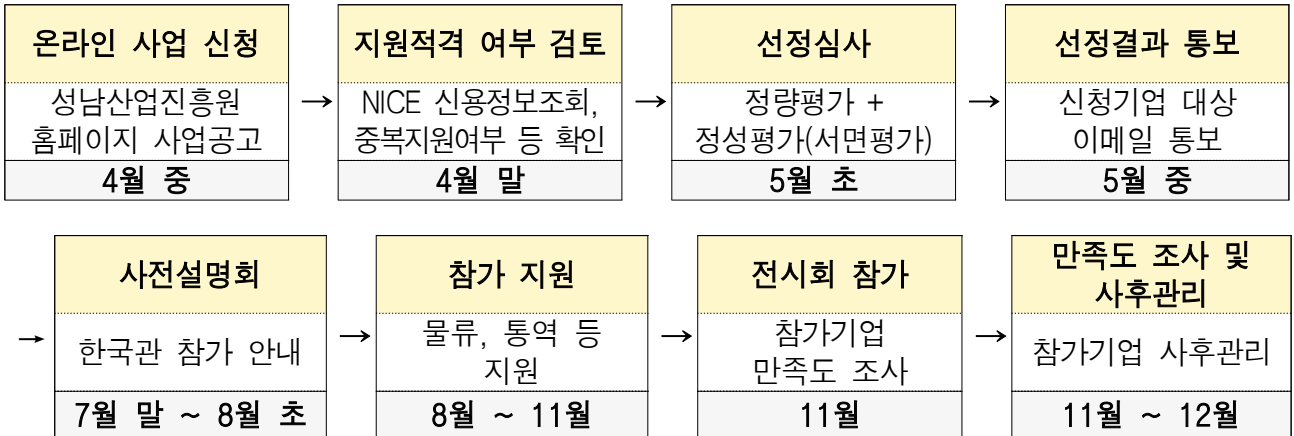 온라인 사업 신청
성남산업진흥원
홈페이지 사업공고
4월 중
→
지원적격 여부 검토
NICE 신용정보조회,
중복지원여부 등 확인
4월 말
→
선정심사
정량평가 +
정성평가(서면평가)
5월 초
→
선정결과 통보
신청기업 대상
이메일 통보
5월 중
→
사전설명회
한국관 참가 안내
7월 말 ~ 8월 초
→
참가 지원
물류, 통역 등
지원
8월 ~ 11월
→
전시회 참가
참가기업
만족도 조사
11월
→
만족도 조사 및
사후관리
참가기업 사후관리
11월 ~ 12월